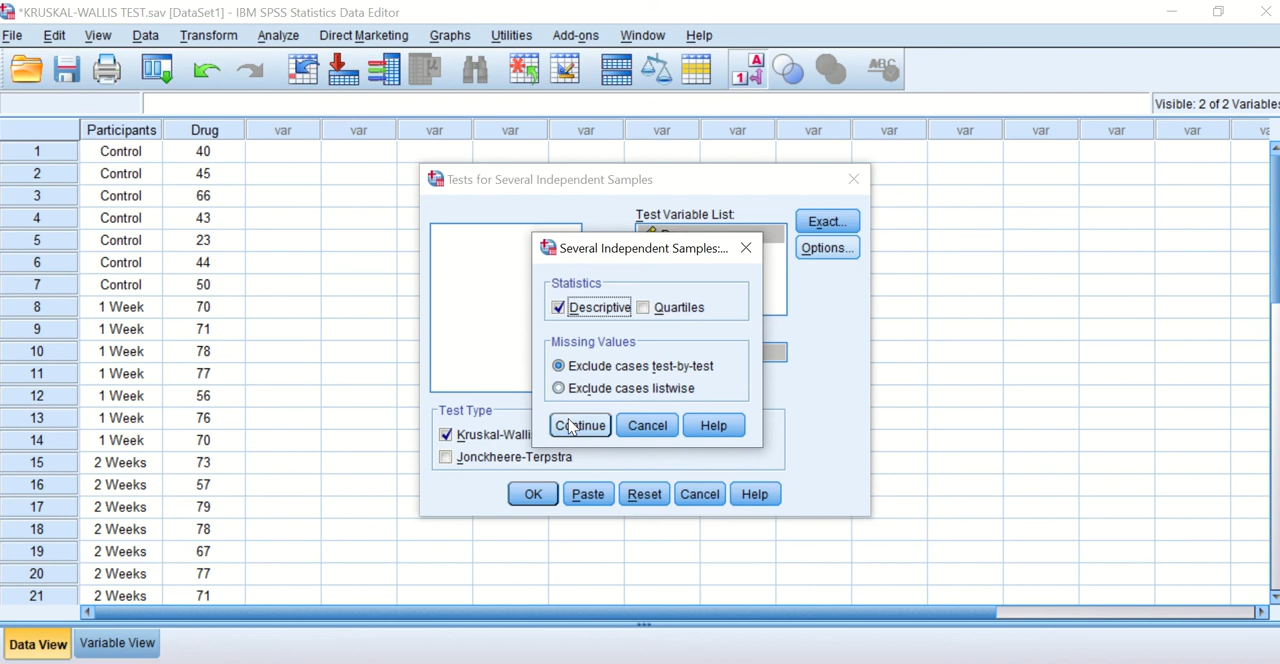 *KRUSKAL-WALLIS TEST.sav [DataSet1] - IBM SPSS Statistics Data Editor
File Edit View Data Transform Analyze Direct Marketing Graphs Utilities Add-ons Window Help
1 A
ABC
Visible: 2 of 2 Variables
Participants Drug var var var var var var var var var var var var var
1 Control 40
2 Control 45
3 Control 66
4 Control 43
5 Control 23
6 Control 44
7 Control 50
8 1 Week 70
9 1 Week 71
10 1 Week 78
11 1 Week 77
12 1 Week 56
13 1 Week 76
14 1 Week 70
15 2 Weeks 73
16 2 Weeks 57
17 2 Weeks 79
18 2 Weeks 78
19 2 Weeks 67
20 2 Weeks 77
21 2 Weeks 71
Tests for Several Independent Samples
Test Variable List:
Exact...
Options...
Several Independent Samples:...
Statistics
Descriptive Quartiles
Missing Values
Exclude cases test-by-test
Exclude cases listwise
Cancel Help
Test Type
Kruskal-Walli
Jonckheere-Terpstra
OK Paste Reset Cancel Help
Data View Variable View